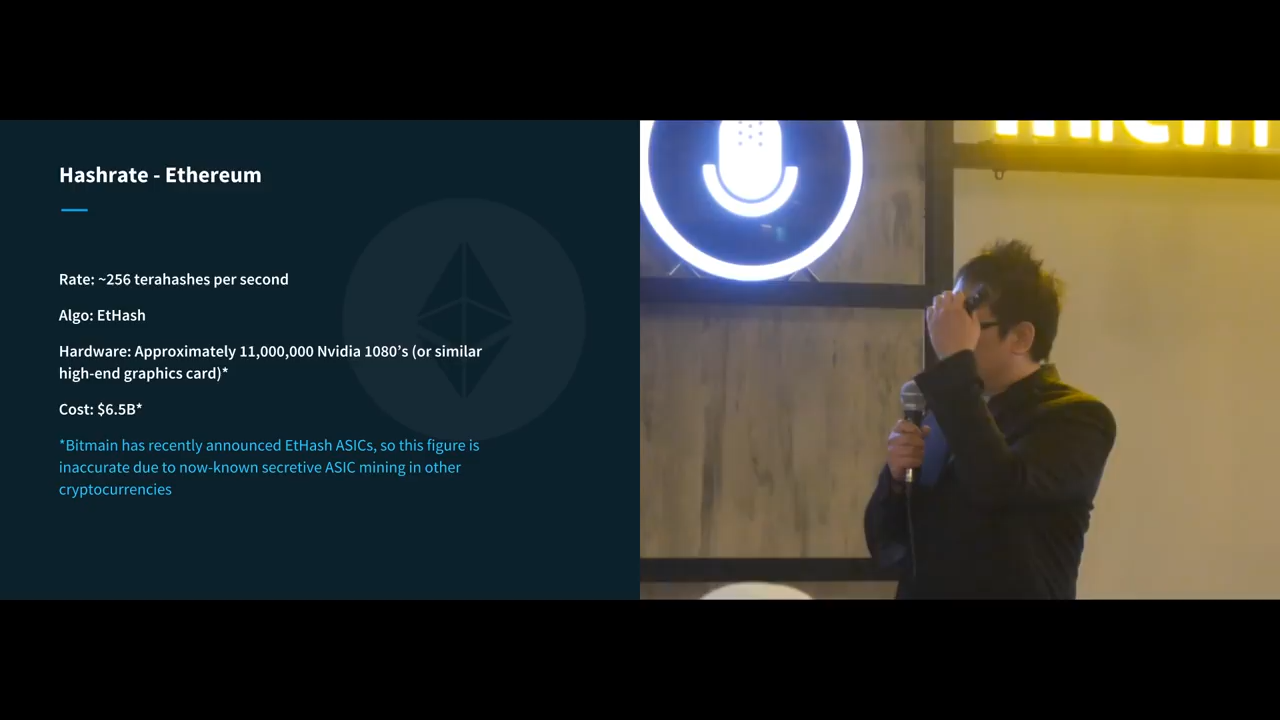 Hashrate - Ethereum
Rate: ~256 terahashes per second
Algo: EtHash
Hardware: Approximately 11,000,000 Nvidia 1080’s (or similar
high-end graphics card)*
Cost: $6.5B*
*Bitmain has recently announced EtHash ASICs, so this figure is
inaccurate due to now-known secretive ASIC mining in other
cryptocurrencies